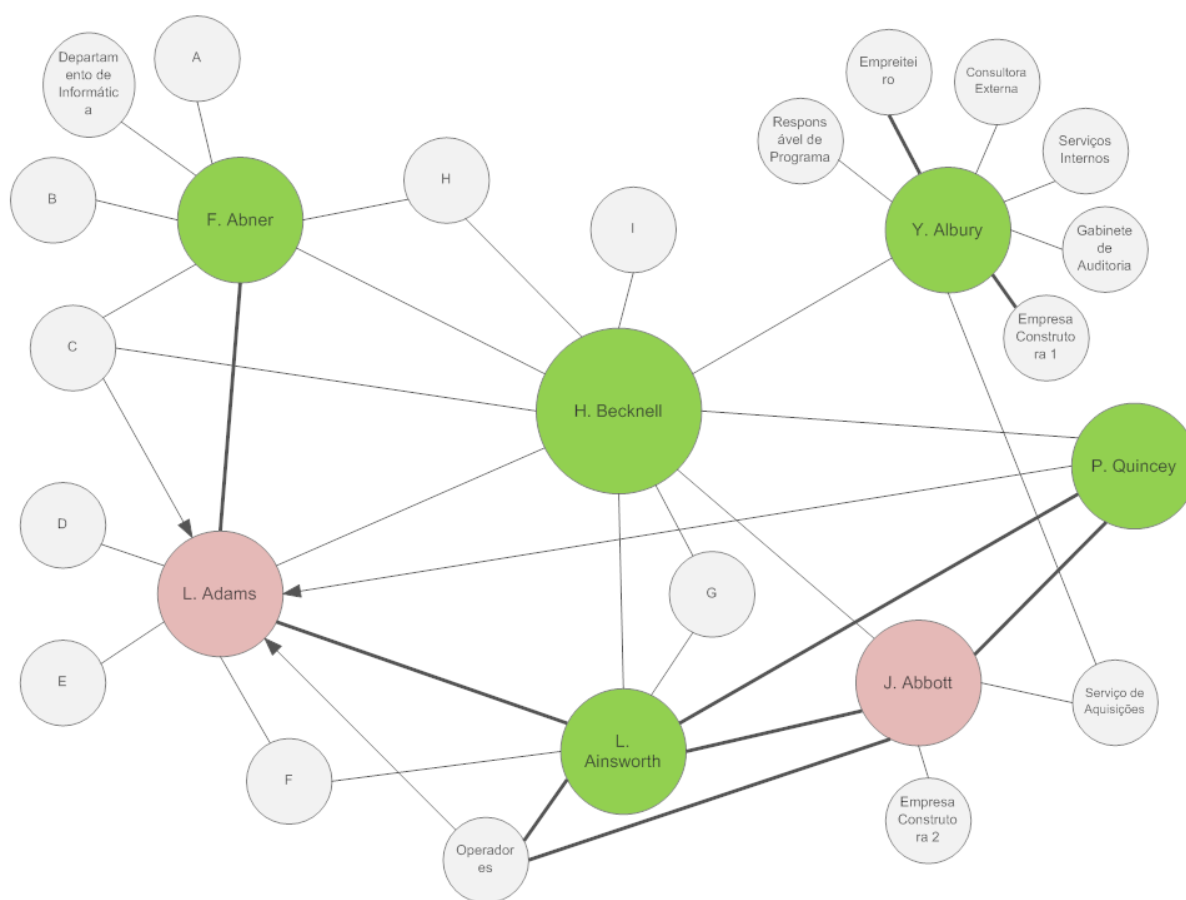 Departam
ento de
Informátic
a
A
Empreitei
ro
Consultora
Externa
Respons
ável de
Programa
Serviços
Internos
B
F. Abner
H
I
Y. Albury
Gabinete
de
Auditoria
C
Empresa
Construto
ra 1
H. Becknell
P. Quincey
D
L. Adams
G
E
J. Abbott
Serviço de
Aquisições
L.
Ainsworth
F
Empresa
Construto
ra 2
Operador
es